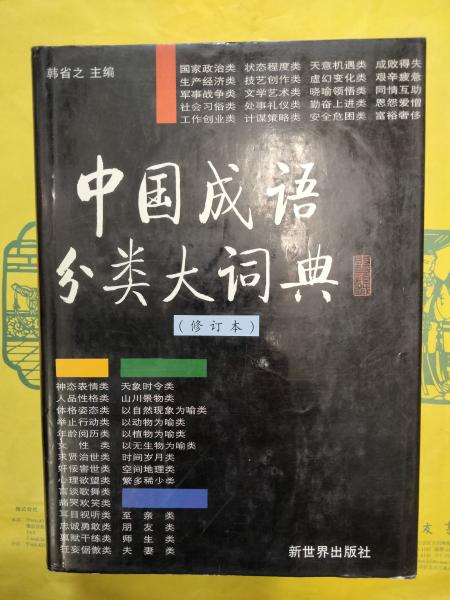 韩省之 主编
国家政治类 状态程度类 天意机遇类 成败得失
生产经济类 技艺创作类 虚幻变化类 艰辛疲惫
军事战争类 文学艺术类 晓喻领悟类 同情互助
社会习俗类 处事礼仪类 勤奋上进类 恩怨爱憎
工作创业类 计谋策略类 安全危困类 富裕奢侈
中国成语
分类大词典
(修订本)
神态表情类 天象时令类
人品性格类 山川景物类
体格姿态类 以自然现象为喻类
举止行动类 以动物为喻类
年龄阅历类 以植物为喻类
女性类 以无生物为喻类
求贤治世类 时间岁月类
奸佞害世类 空间地理类
心理欲望类 繁多稀少类
言谈歌舞类
痛哭欢笑类
耳目视听类 至亲类
忠诚勇敢类 朋友类
禀赋干练类 师生类
狂妄倨傲类 夫妻类
新世界出版社